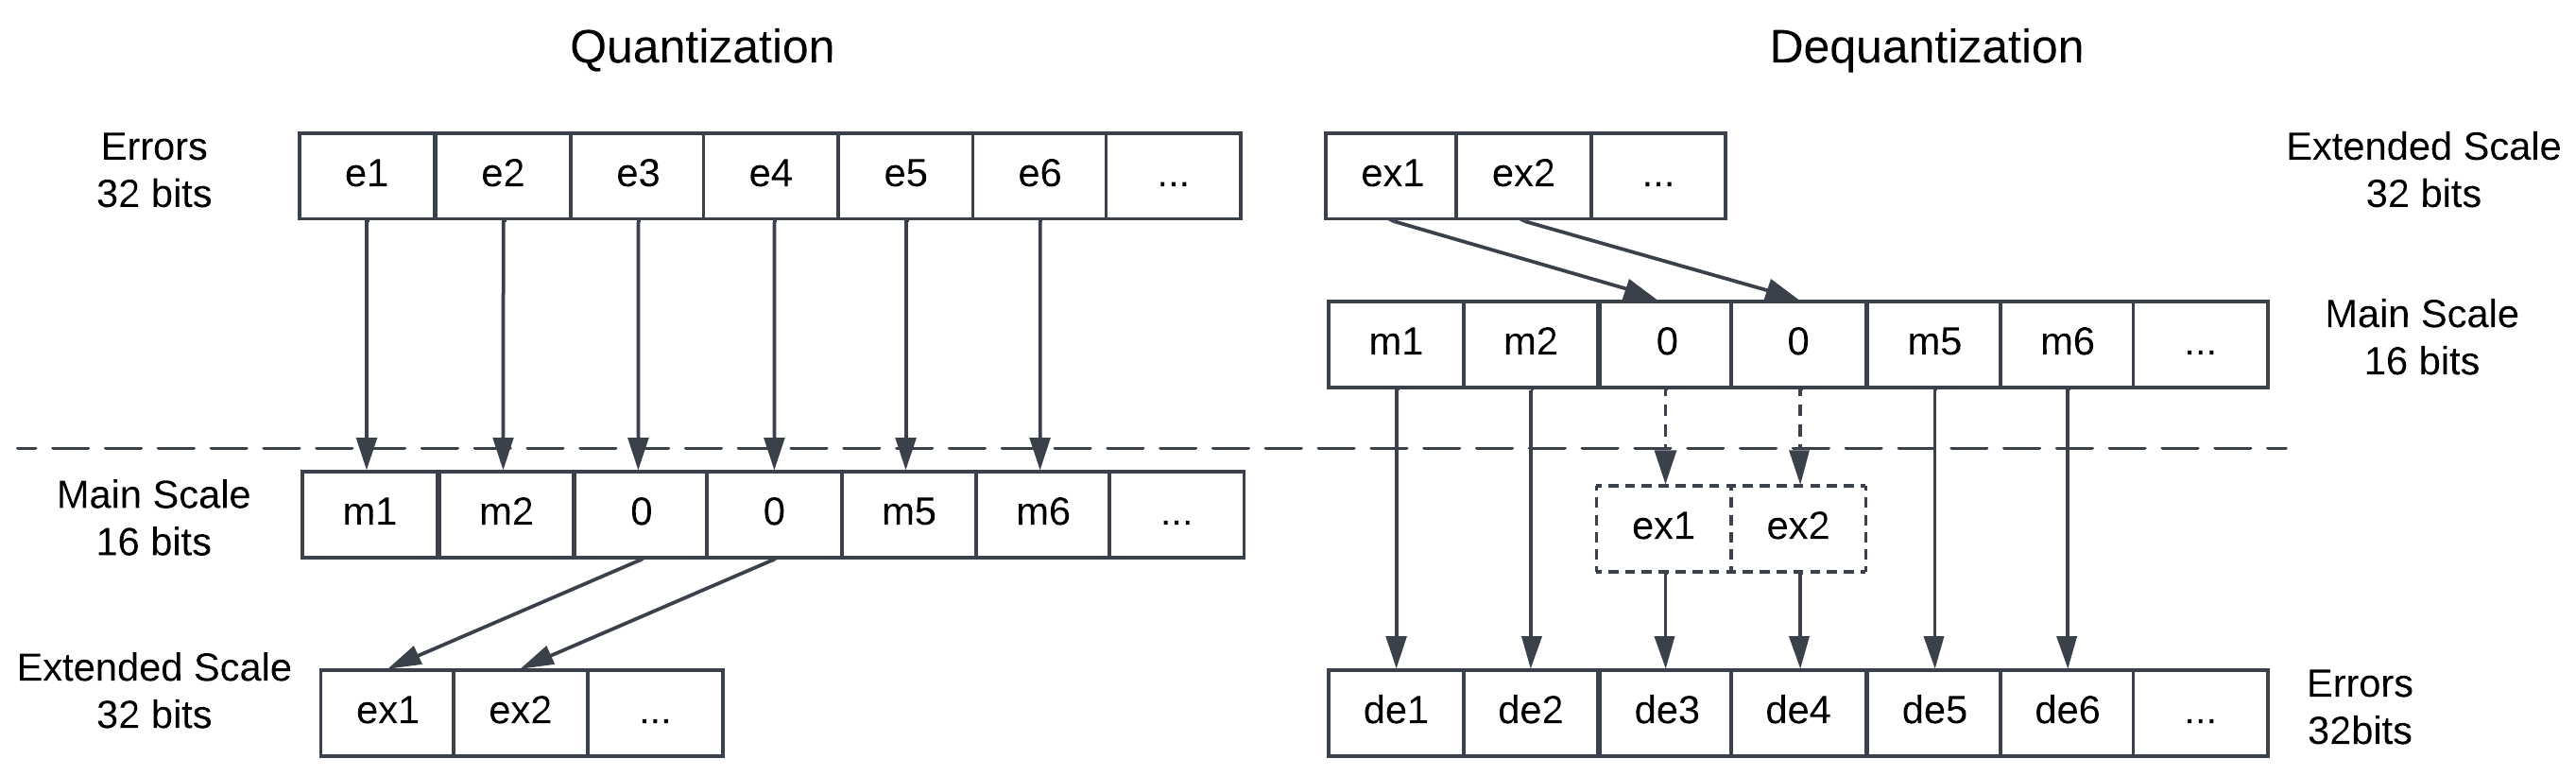 Quantization
Errors
32 bits
e1 e2 e3 e4 e5 e6 ...
Main Scale
16 bits
m1 m2 0 0 m5 m6 ...
Extended Scale
32 bits
ex1 ex2 ...
Dequantization
ex1 ex2 ...
Extended Scale
32 bits
m1 m2 0 0 m5 m6 ...
Main Scale
16 bits
ex1 ex2
de1 de2 de3 de4 de5 de6 ...
Errors
32bits